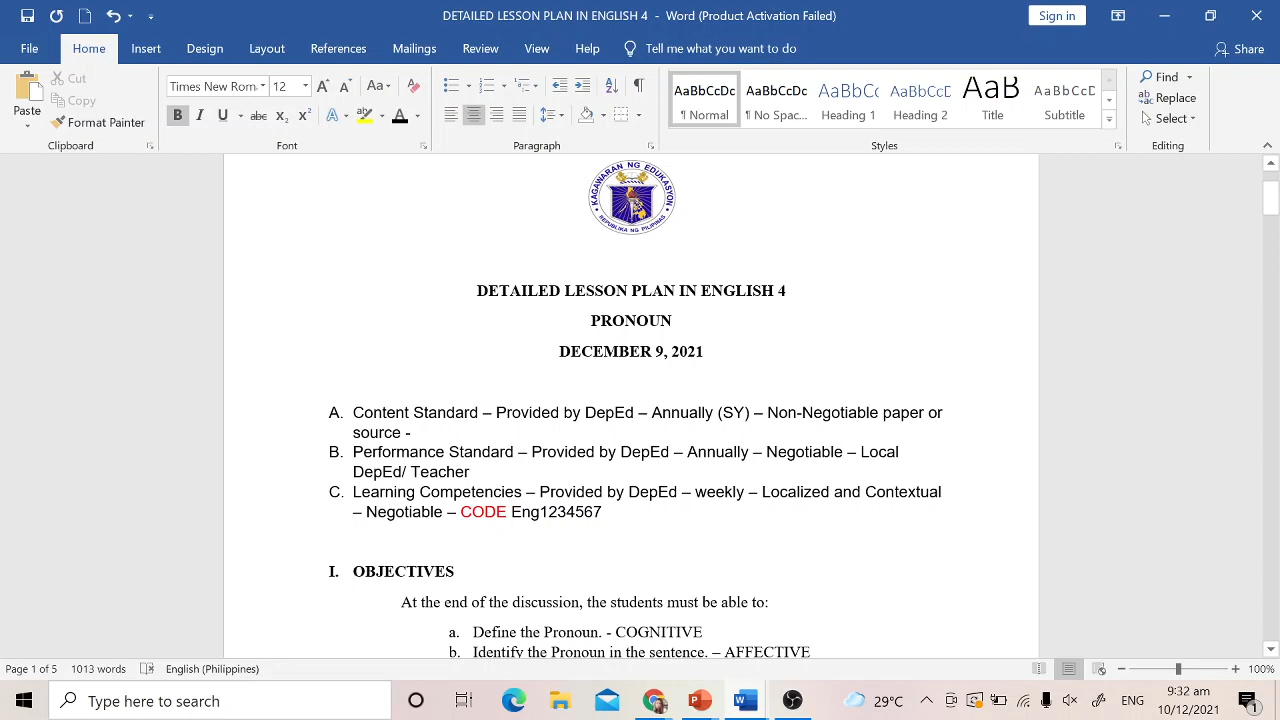 DETAILED LESSON PLAN IN ENGLISH 4 - Word (Product Activation Failed)
Sign in
File Home Insert Design Layout References Mailings Review View Help Tell me what you want to do Share
Paste
Cut
Copy
Format Painter
Clipboard
Times New Rom 12
Font
Paragraph
AaBbCcDc AaBbCcDc AaBbCc AaBbCcD AaB AaBbCcD
¶ Normal ¶ No Spac... Heading 1 Heading 2 Title Subtitle
Styles
Find
Replace
Select
Editing
KAGAWARAN NG EDUKASYON
REPUBLIKA NG PILIPINAS
DETAILED LESSON PLAN IN ENGLISH 4
PRONOUN
DECEMBER 9, 2021
A. Content Standard – Provided by DepEd – Annually (SY) – Non-Negotiable paper or
source -
B. Performance Standard – Provided by DepEd – Annually – Negotiable – Local
DepEd/ Teacher
C. Learning Competencies – Provided by DepEd – weekly – Localized and Contextual
– Negotiable – CODE Eng1234567
I. OBJECTIVES
At the end of the discussion, the students must be able to:
a. Define the Pronoun. - COGNITIVE
b. Identify the Pronoun in the sentence. – AFFECTIVE
Page 1 of 5 1013 words English (Philippines) 100%
Type here to search
29°C ENG 9:32 am
10/12/2021